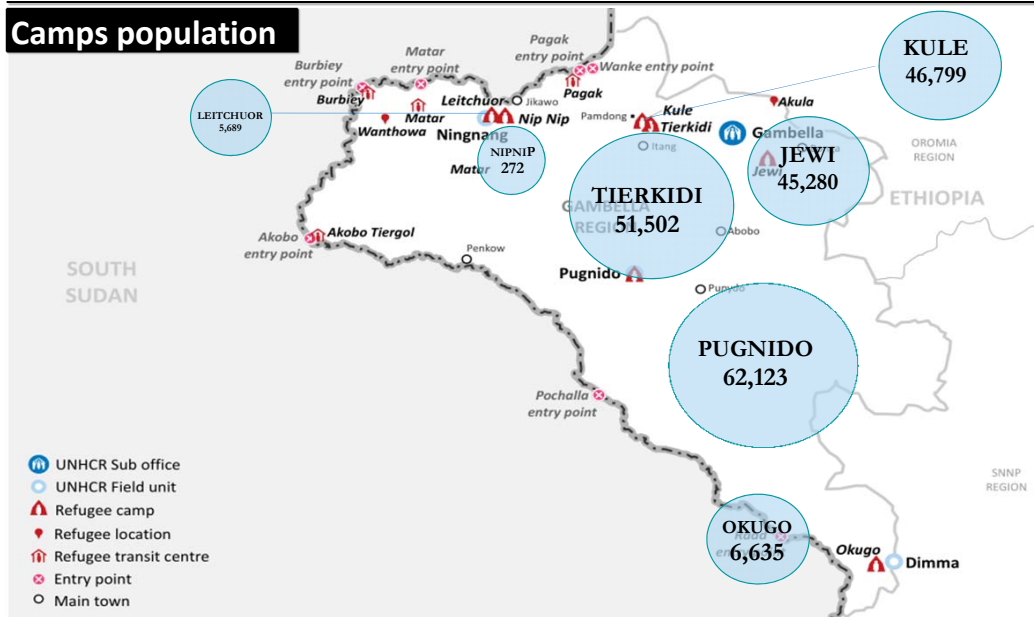 Camps population
Pagak
entry point
Matar
entry point
Wanke entry point
Burbiey
entry point
KULE
46,799
Burbiey
Leitchuor
Jikawo
Pagak
Akula
LEITCHUOR
5,689
Matar
Wanthowa
Nip Nip
Pamdong
Kule
Tierkidi
Gambella
Ningnang
Itang
OROMIA
REGION
NIPNIP
272
Matar
JEWI
45,280
Jewi
TIERKIDI
51,502
GAMBELLA
REGION
ETHIOPIA
Akobo
entry point
Akobo Tiergol
Penkow
Abobo
SOUTH
SUDAN
Pugnido
Punydo
PUGNIDO
62,123
Pochalla
entry point
UNHCR Sub office
UNHCR Field unit
Refugee camp
Refugee location
Refugee transit centre
Entry point
Main town
SNNP
REGION
OKUGO
6,635
entry point
Okugo
Dimma